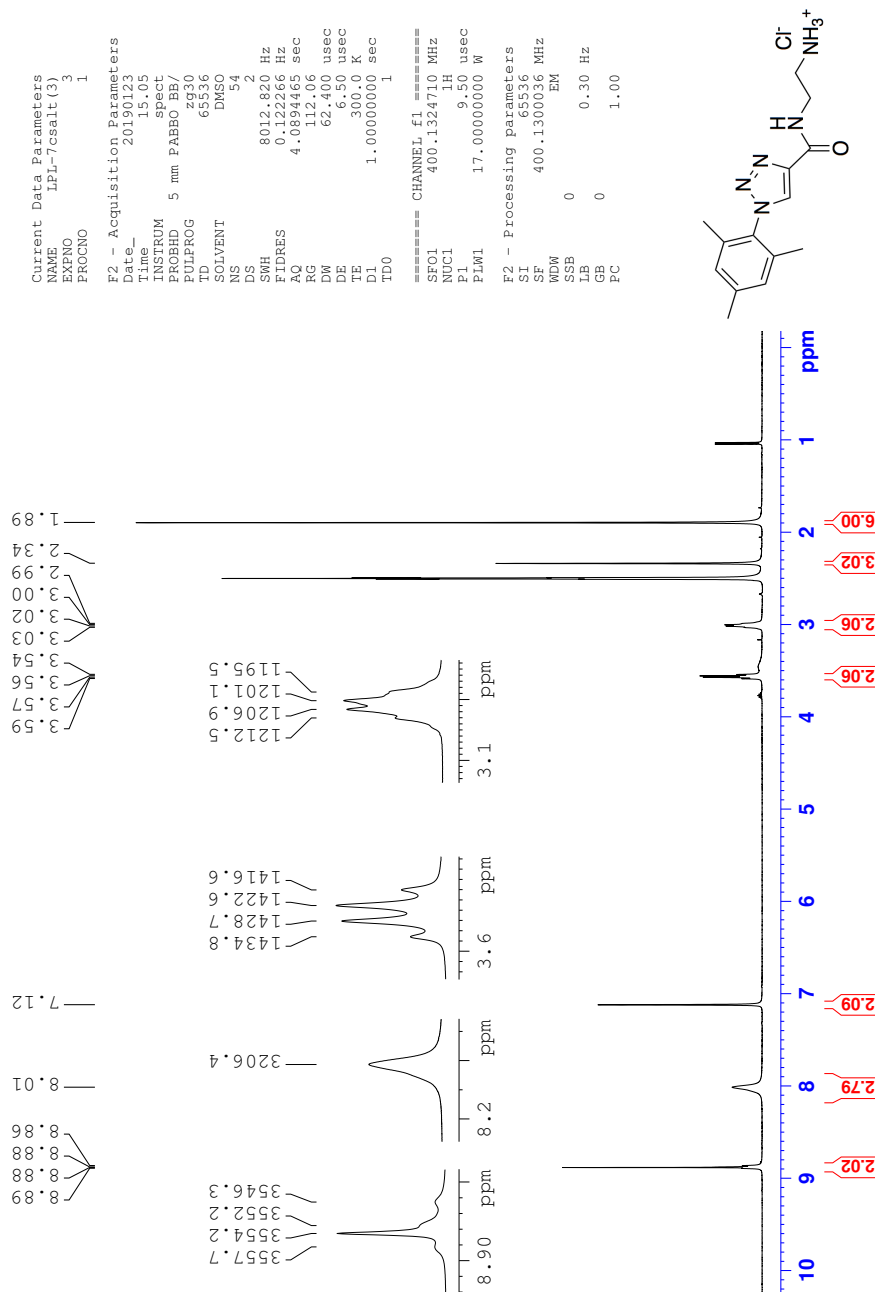 Current Data Parameters
NAME LPL-7csalt(3)
EXPNO 3
PROCNO 1
F2 - Acquisition Parameters
Date_ 20190123
Time 15.05
INSTRUM spect
PROBHD 5 mm PABBO BB/
PULPROG zg30
TD 65536
SOLVENT DMSO
NS 54
DS 2
SWH 8012.820 Hz
FIDRES 0.122266 Hz
AQ 4.0894465 sec
RG 112.06
DW 62.400 usec
DE 6.50 usec
TE 300.0 K
D1 1.00000000 sec
TD0 1
======== CHANNEL f1 ========
SFO1 400.1324710 MHz
NUC1 1H
P1 9.50 usec
PLW1 17.00000000 W
F2 - Processing parameters
SI 65536
SF 400.1300036 MHz
WDW EM
SSB 0
LB 0.30 Hz
GB 0
PC 1.00
8.89
8.88
8.88
8.86
8.01
7.12
3.59
3.57
3.56
3.54
3.03
3.02
3.00
2.99
2.34
1.89
3557.7
3554.2
3552.2
3546.3
3206.4
1434.8
1428.7
1422.6
1416.6
1212.5
1206.9
1201.1
1195.5
8.90 ppm
8.2 ppm
3.6 ppm
3.1 ppm
10 9 8 7 6 5 4 3 2 1 ppm
2.02
2.79
2.09
2.06
2.06
3.02
6.00
N
N
N
O
H
N
NH3+
Cl-